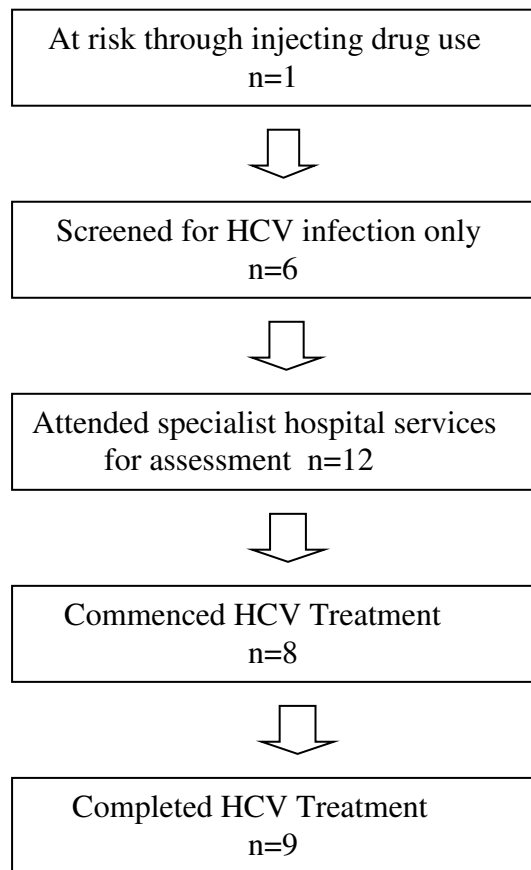 At risk through injecting drug use
n=1
Screened for HCV infection only
n=6
Attended specialist hospital services
for assessment n=12
Commenced HCV Treatment
n=8
Completed HCV Treatment
n=9